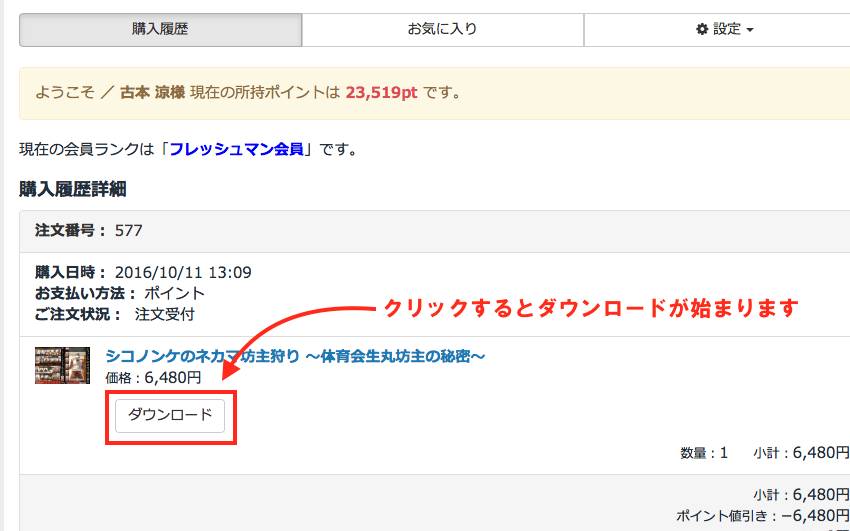 購入履歴
お気に入り
設定
ようこそ ／ 古本 涼様 現在の所持ポイントは 23,519pt です。
現在の会員ランクは「フレッシュマン会員」です。
購入履歴詳細
注文番号： 577
購入日時： 2016/10/11 13:09
お支払い方法： ポイント
ご注文状況： 注文受付
クリックするとダウンロードが始まります
シコノンケのネカマ坊主狩り 〜体育会生丸坊主の秘密〜
価格：6,480円
ダウンロード
数量：1 小計：6,480円
小計：6,480円
ポイント値引き：−6,480円